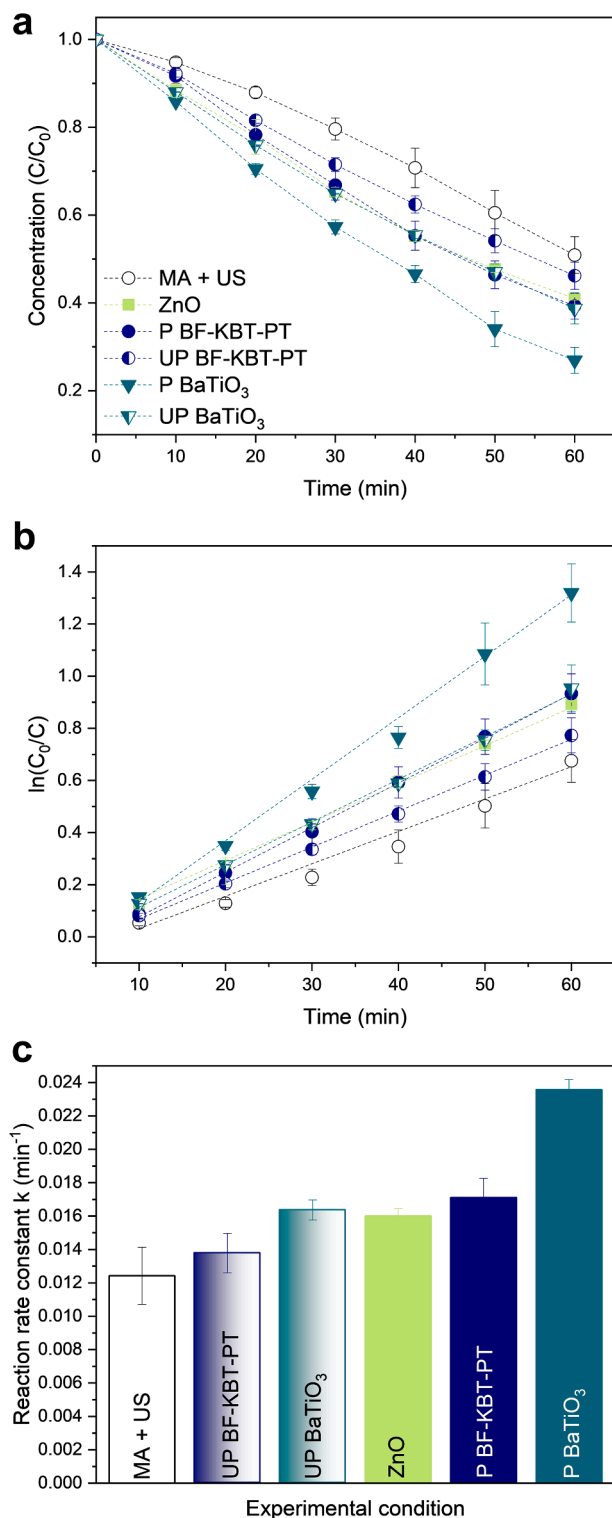 a
1.0
0.8
0.6
0.4
0.2
Concentration (C/C₀)
MA + US
ZnO
P BF-KBT-PT
UP BF-KBT-PT
P BaTiO₃
UP BaTiO₃
0 10 20 30 40 50 60
Time (min)
b
1.4
1.2
1.0
0.8
0.6
0.4
0.2
0.0
ln(C₀/C)
10 20 30 40 50 60
Time (min)
c
0.024
0.022
0.020
0.018
0.016
0.014
0.012
0.010
0.008
0.006
0.004
0.002
0.000
Reaction rate constant k (min⁻¹)
MA + US
UP BF-KBT-PT
UP BaTiO₃
ZnO
P BF-KBT-PT
P BaTiO₃
Experimental condition